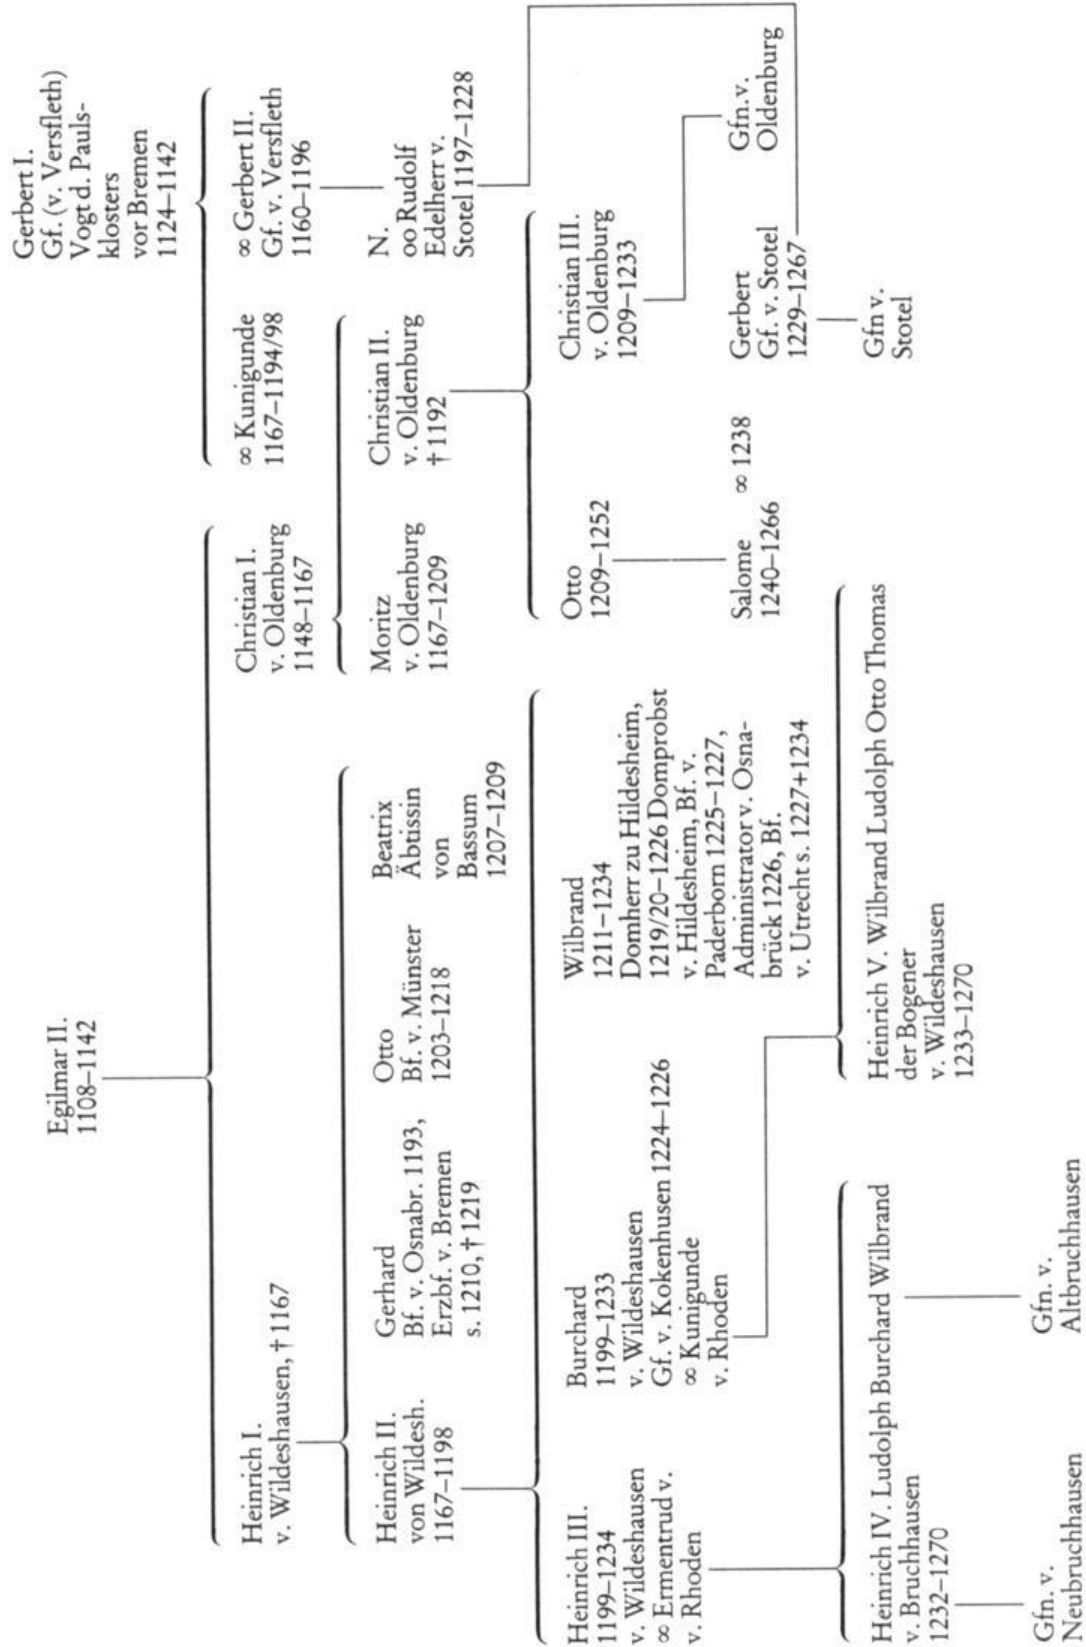 Egilmar II.
1108–1142
Gerbert I.
Gf. (v. Versfleth)
Vogt d. Pauls-
klosters
vor Bremen
1124–1142
Heinrich I.
v. Wildeshausen, † 1167
Christian I.
v. Oldenburg
1148–1167
∞ Kunigunde
1167–1194/98
∞ Gerbert II.
Gf. v. Versfleth
1160–1196
Heinrich II.
von Wildesh.
1167–1198
Gerhard
Bf. v. Osnabr. 1193,
Erzbf. v. Bremen
s. 1210, † 1219
Otto
Bf. v. Münster
1203–1218
Beatrix
Äbtissin
von
Bassum
1207–1209
Moritz
v. Oldenburg
1167–1209
Christian II.
v. Oldenburg
† 1192
N.
oo Rudolf
Edelherr v.
Stotel 1197–1228
Heinrich III.
1199–1234
v. Wildeshausen
∞ Ermentrud v.
v. Rhoden
Burchard
1199–1233
v. Wildeshausen
Gf. v. Kokenhusen 1224–1226
∞ Kunigunde
v. Rhoden
Wilbrand
1211–1234
Domherr zu Hildesheim,
1219/20–1226 Domprobst
v. Hildesheim, Bf. v.
Paderborn 1225–1227,
Administrator v. Osna-
brück 1226, Bf.
v. Utrecht s. 1227+1234
Otto
1209–1252
Christian III.
v. Oldenburg
1209–1233
Salome ∞ 1238
1240–1266
Gerbert
Gf. v. Stotel
1229–1267
Gfn. v.
Oldenburg
Gfn v.
Stotel
Heinrich IV. Ludolph Burchard Wilbrand
v. Bruchhausen
1232–1270
Heinrich V. Wilbrand Ludolph Otto Thomas
der Bogener
v. Wildeshausen
1233–1270
Gfn. v.
Neubruchhausen
Gfn. v.
Altbruchhausen